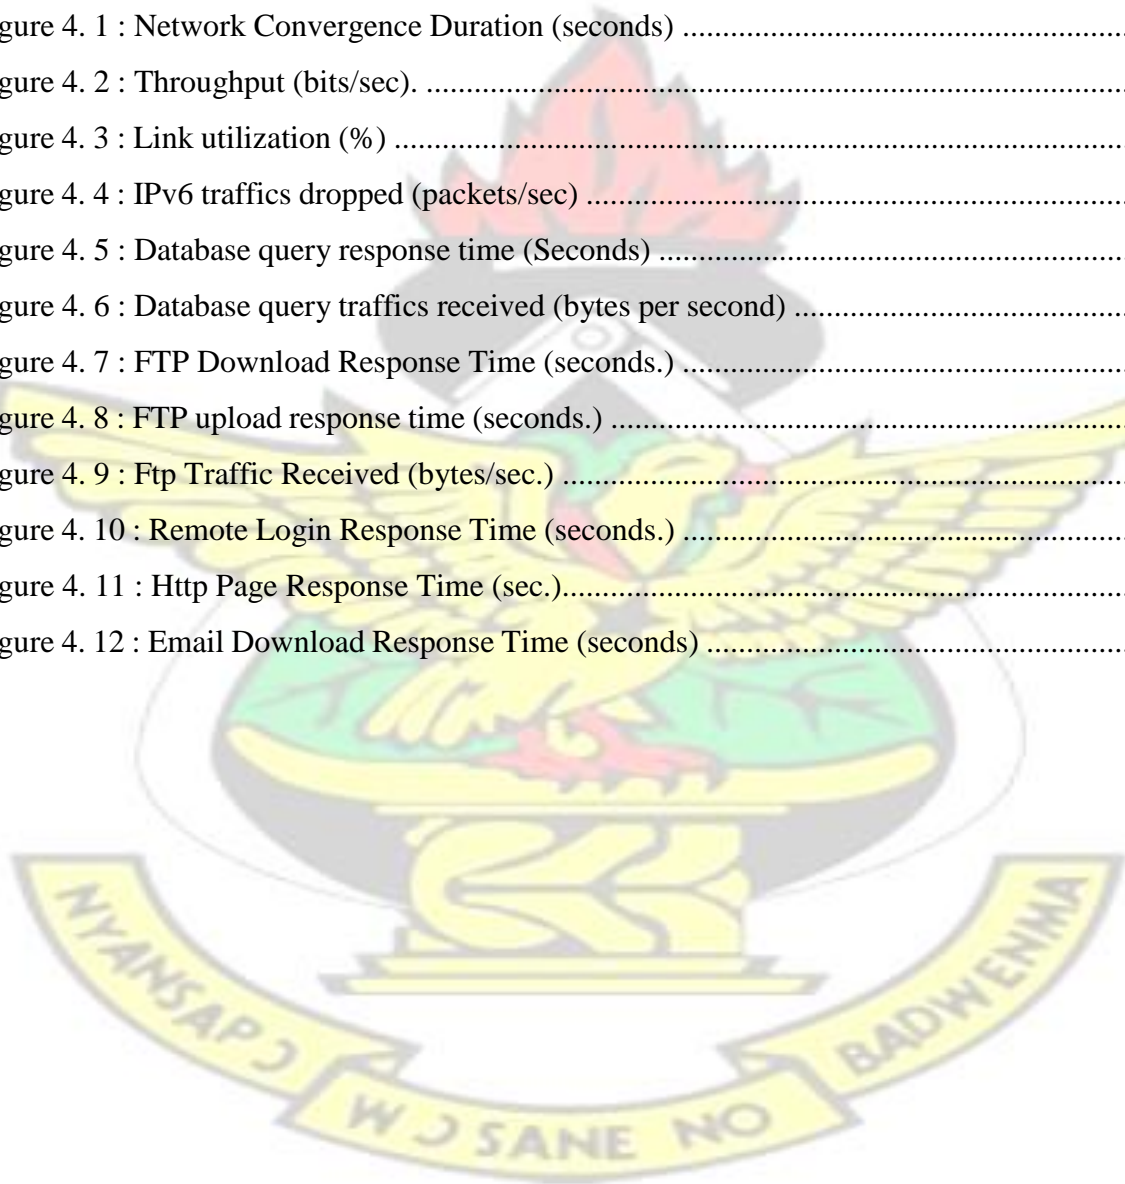 gure 4. 1 : Network Convergence Duration (seconds) ....................................................................................
gure 4. 2 : Throughput (bits/sec). ....................................................................................
gure 4. 3 : Link utilization (%) ....................................................................................
gure 4. 4 : IPv6 traffics dropped (packets/sec) ....................................................................................
gure 4. 5 : Database query response time (Seconds) ....................................................................................
gure 4. 6 : Database query traffics received (bytes per second) ....................................................................................
gure 4. 7 : FTP Download Response Time (seconds.) ....................................................................................
gure 4. 8 : FTP upload response time (seconds.) ....................................................................................
gure 4. 9 : Ftp Traffic Received (bytes/sec.) ....................................................................................
gure 4. 10 : Remote Login Response Time (seconds.) ....................................................................................
gure 4. 11 : Http Page Response Time (sec.)....................................................................................
gure 4. 12 : Email Download Response Time (seconds) ....................................................................................
NYANSAPƆ
WƆSANE NO
BADWENMA